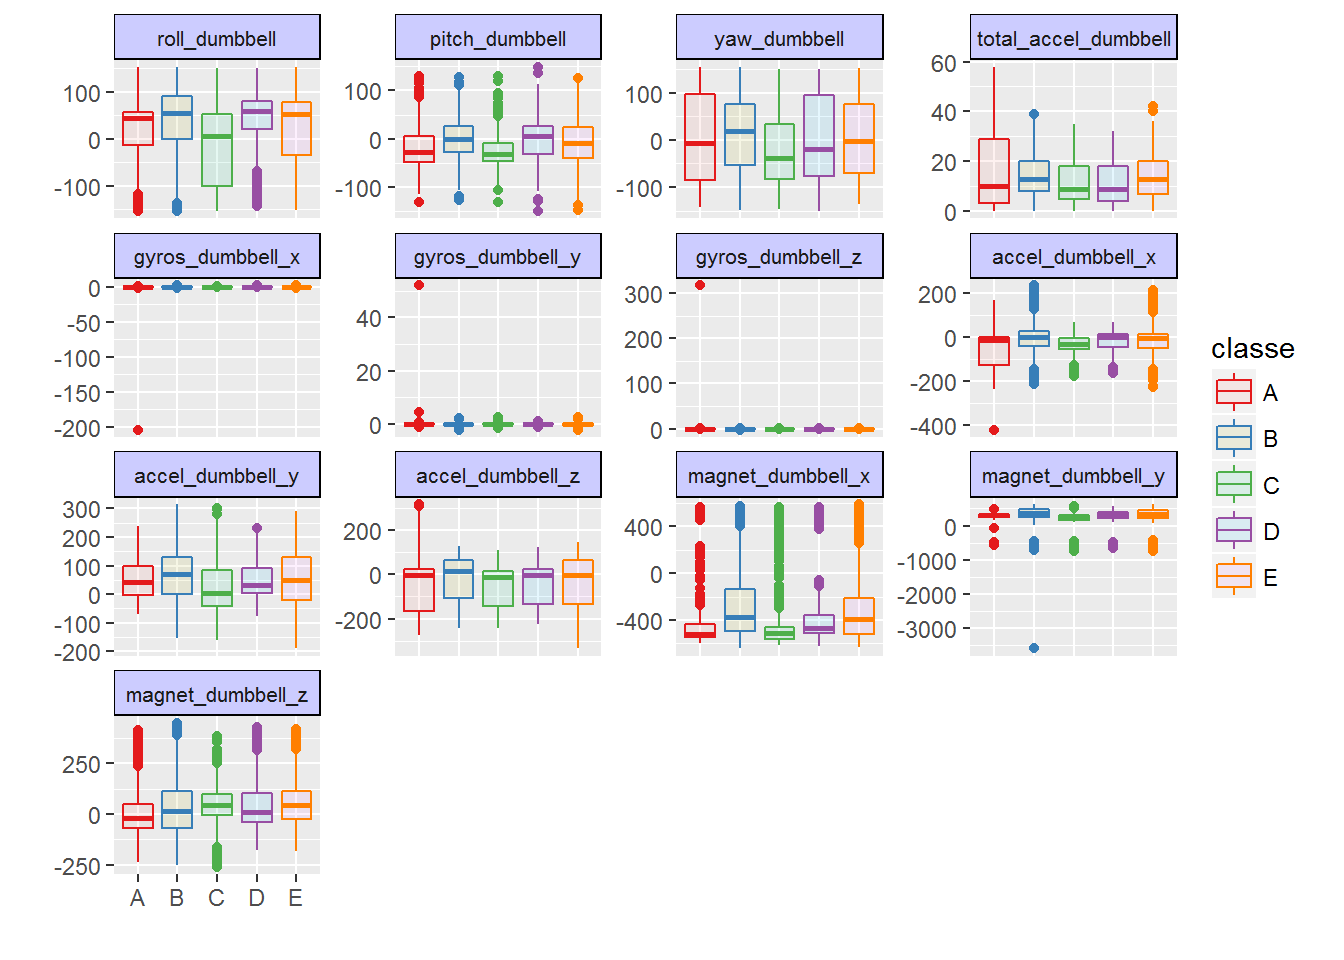 roll_dumbbell
pitch_dumbbell
yaw_dumbbell
total_accel_dumbbell
100
0
-100
100
0
-100
100
0
-100
60
40
20
0
gyros_dumbbell_x
gyros_dumbbell_y
gyros_dumbbell_z
accel_dumbbell_x
0
-50
-100
-150
-200
40
20
0
300
200
100
0
200
0
-200
-400
accel_dumbbell_y
accel_dumbbell_z
magnet_dumbbell_x
magnet_dumbbell_y
300
200
100
0
-100
-200
200
0
-200
400
0
-400
0
-1000
-2000
-3000
magnet_dumbbell_z
250
0
-250
A B C D E
classe
A
B
C
D
E